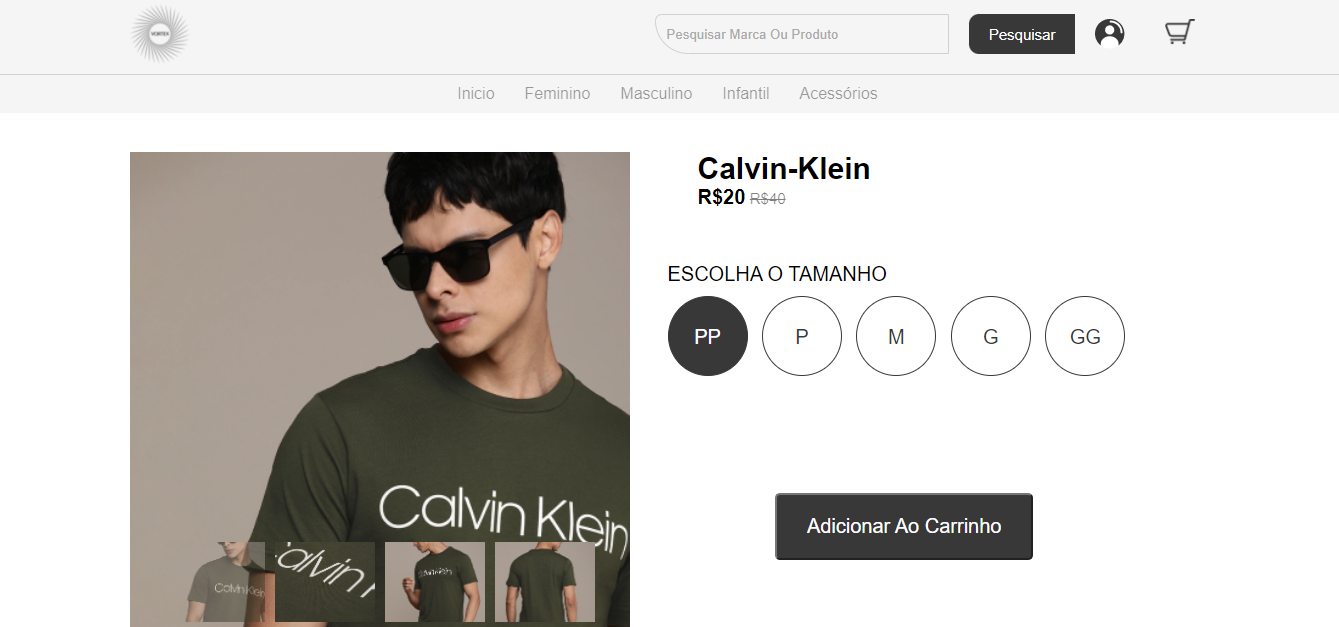 VORTEX
Pesquisar Marca Ou Produto
Pesquisar
Inicio Feminino Masculino Infantil Acessórios
Calvin-Klein
R$20 R$40
ESCOLHA O TAMANHO
PP P M G GG
Adicionar Ao Carrinho
Calvin Klein